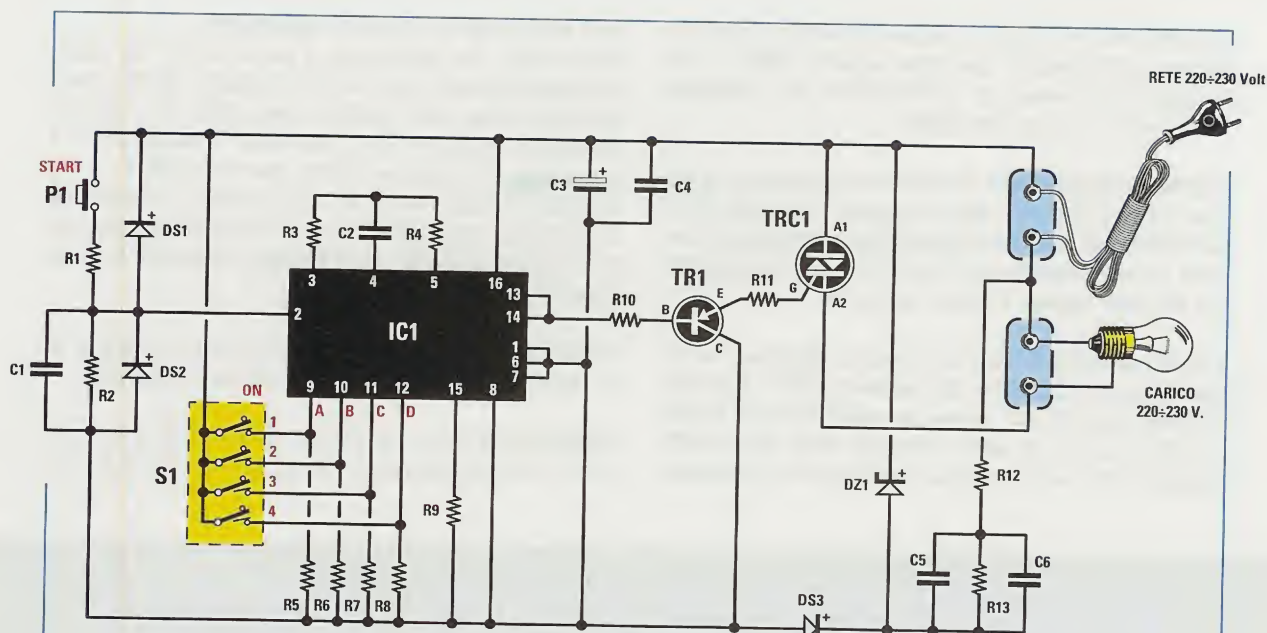 RETE 220÷230 Volt
START
P1
R1
DS1
C1
R2
DS2
R3
C2
R4
3
4
5
16
2
IC1
13
14
1
6
7
9
10
11
12
15
8
C3
+
C4
R10
TR1
B
E
C
R11
TRC1
A1
G
A2
CARICO
220÷230 V.
ON
A
B
C
D
S1
1
2
3
4
R5
R6
R7
R8
R9
DZ1
+
R12
C5
R13
C6
DS3
+
+
+